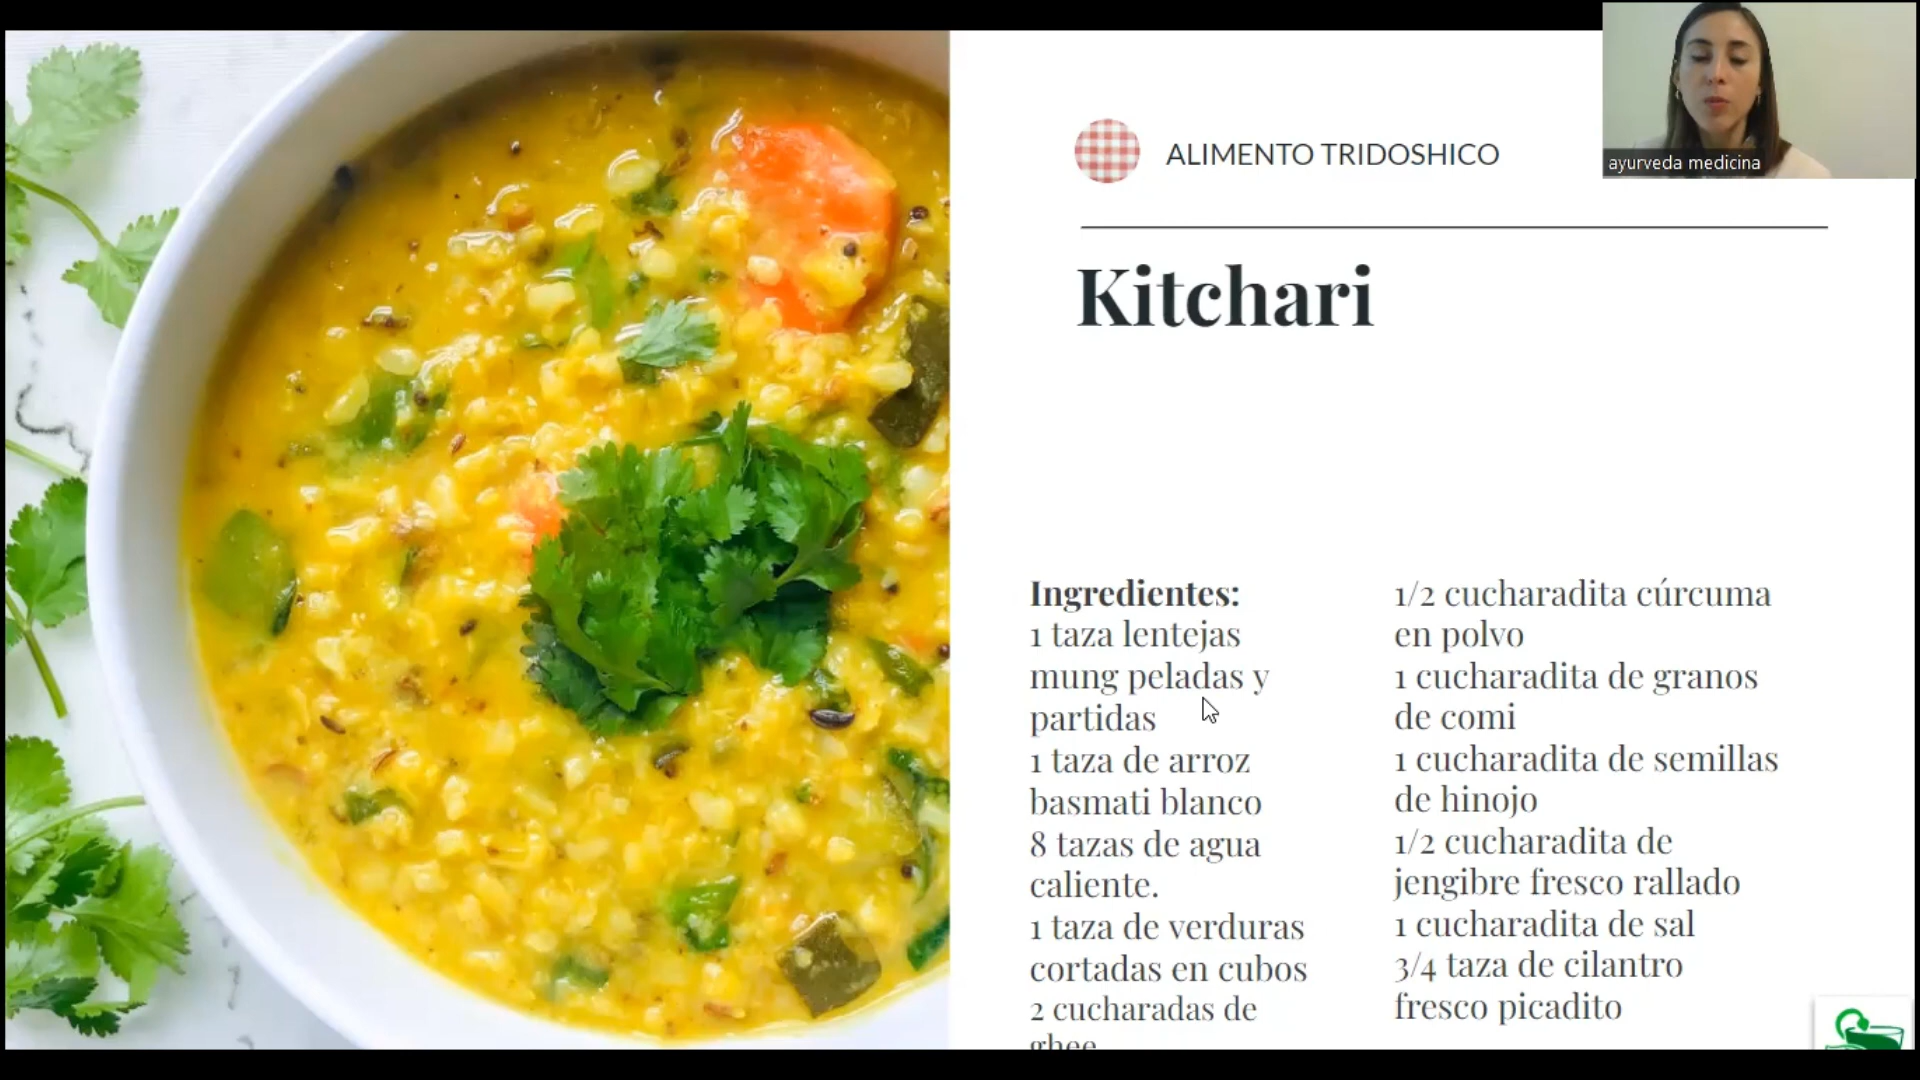 ALIMENTO TRIDOSHICO
ayurveda medicina
Kitchari
Ingredientes:
1 taza lentejas
mung peladas y
partidas
1 taza de arroz
basmati blanco
8 tazas de agua
caliente.
1 taza de verduras
cortadas en cubos
2 cucharadas de
ghee
1/2 cucharadita cúrcuma
en polvo
1 cucharadita de granos
de comi
1 cucharadita de semillas
de hinojo
1/2 cucharadita de
jengibre fresco rallado
1 cucharadita de sal
3/4 taza de cilantro
fresco picadito